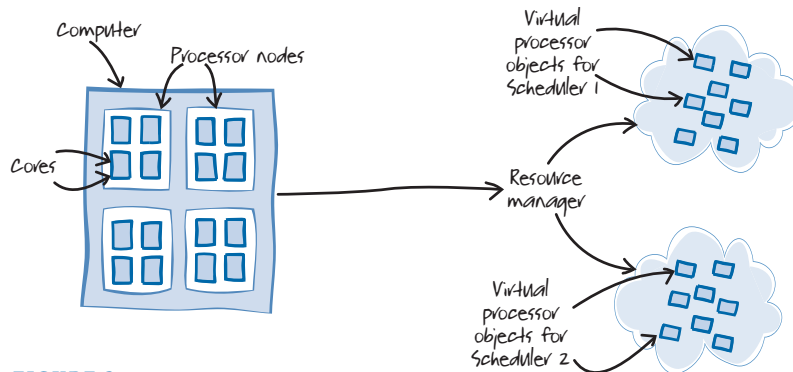 Computer
Processor nodes
Cores
Resource
manager
Virtual
processor
objects for
Scheduler 1
Virtual
processor
objects for
Scheduler 2